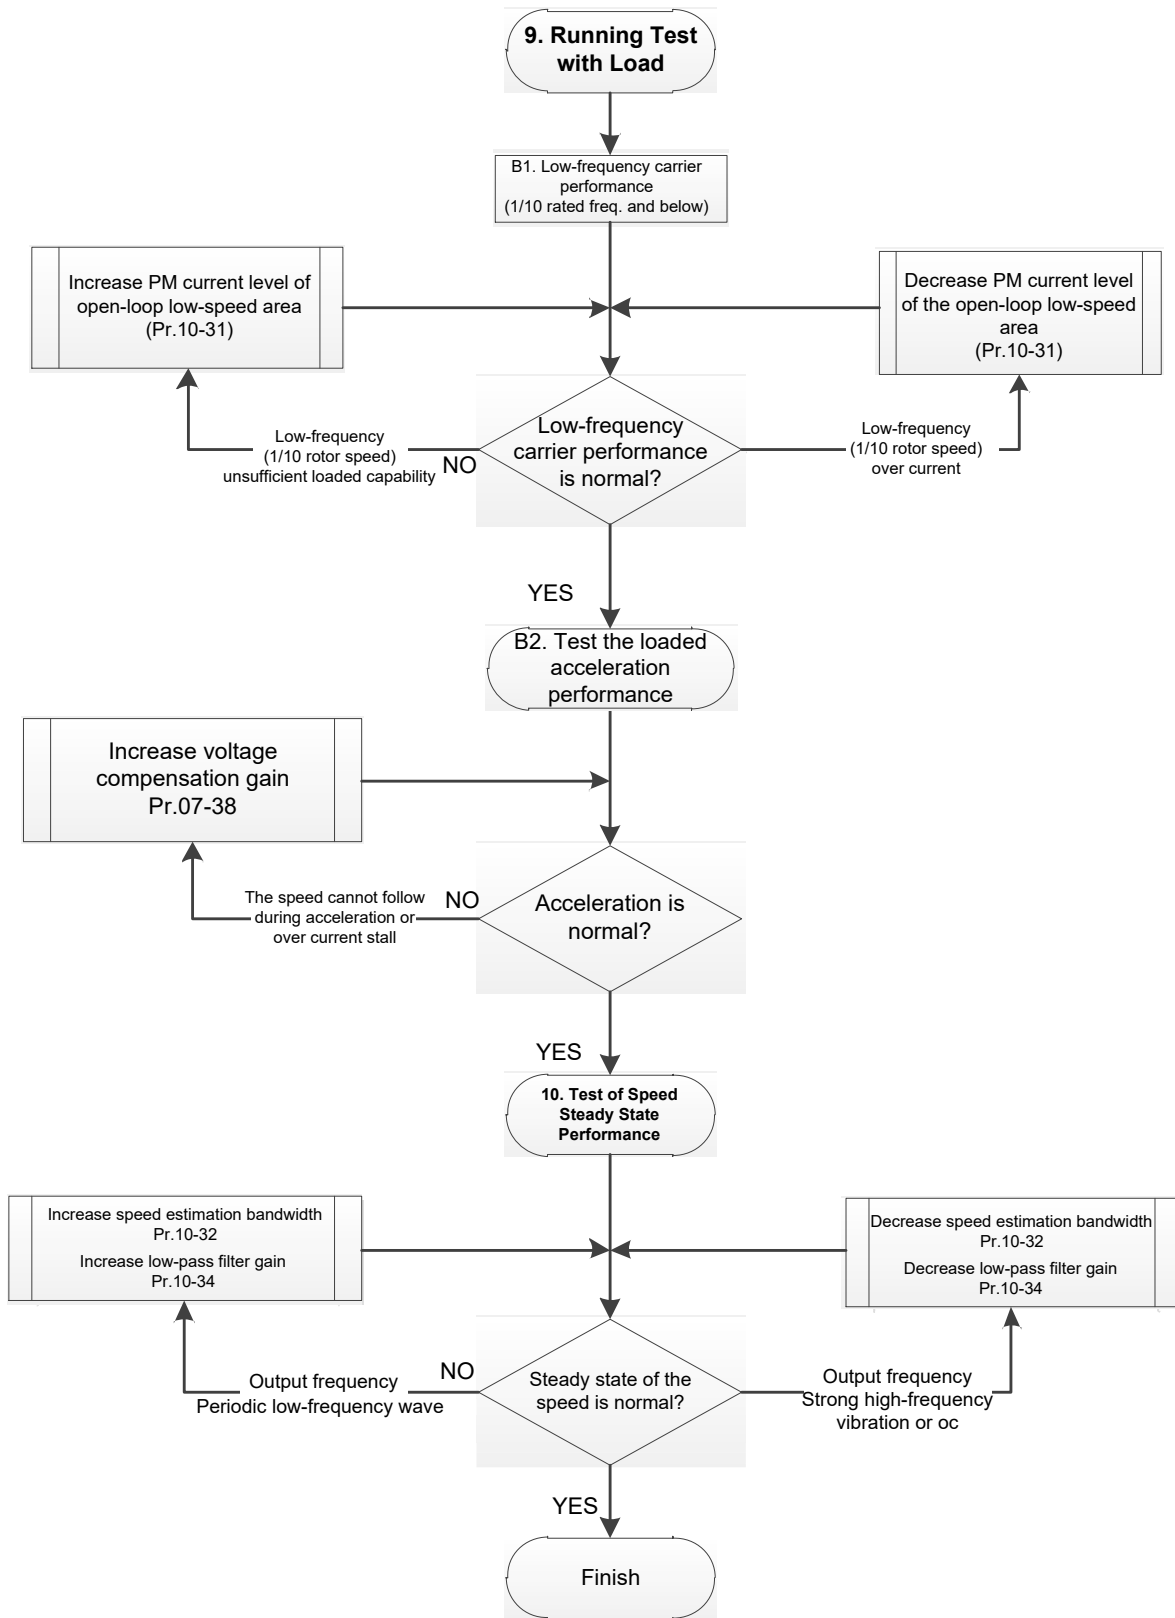 9. Running Test
with Load
B1. Low-frequency carrier
performance
(1/10 rated freq. and below)
Increase PM current level of
open-loop low-speed area
(Pr.10-31)
Decrease PM current level
of the open-loop low-speed
area
(Pr.10-31)
Low-frequency
(1/10 rotor speed)
unsufficient loaded capability
NO
Low-frequency
carrier performance
is normal?
Low-frequency
(1/10 rotor speed)
over current
YES
B2. Test the loaded
acceleration
performance
Increase voltage
compensation gain
Pr.07-38
The speed cannot follow
during acceleration or
over current stall
NO
Acceleration is
normal?
YES
10. Test of Speed
Steady State
Performance
Increase speed estimation bandwidth
Pr.10-32
Increase low-pass filter gain
Pr.10-34
Decrease speed estimation bandwidth
Pr.10-32
Decrease low-pass filter gain
Pr.10-34
Output frequency
Periodic low-frequency wave
NO
Steady state of the
speed is normal?
Output frequency
Strong high-frequency
vibration or oc
YES
Finish